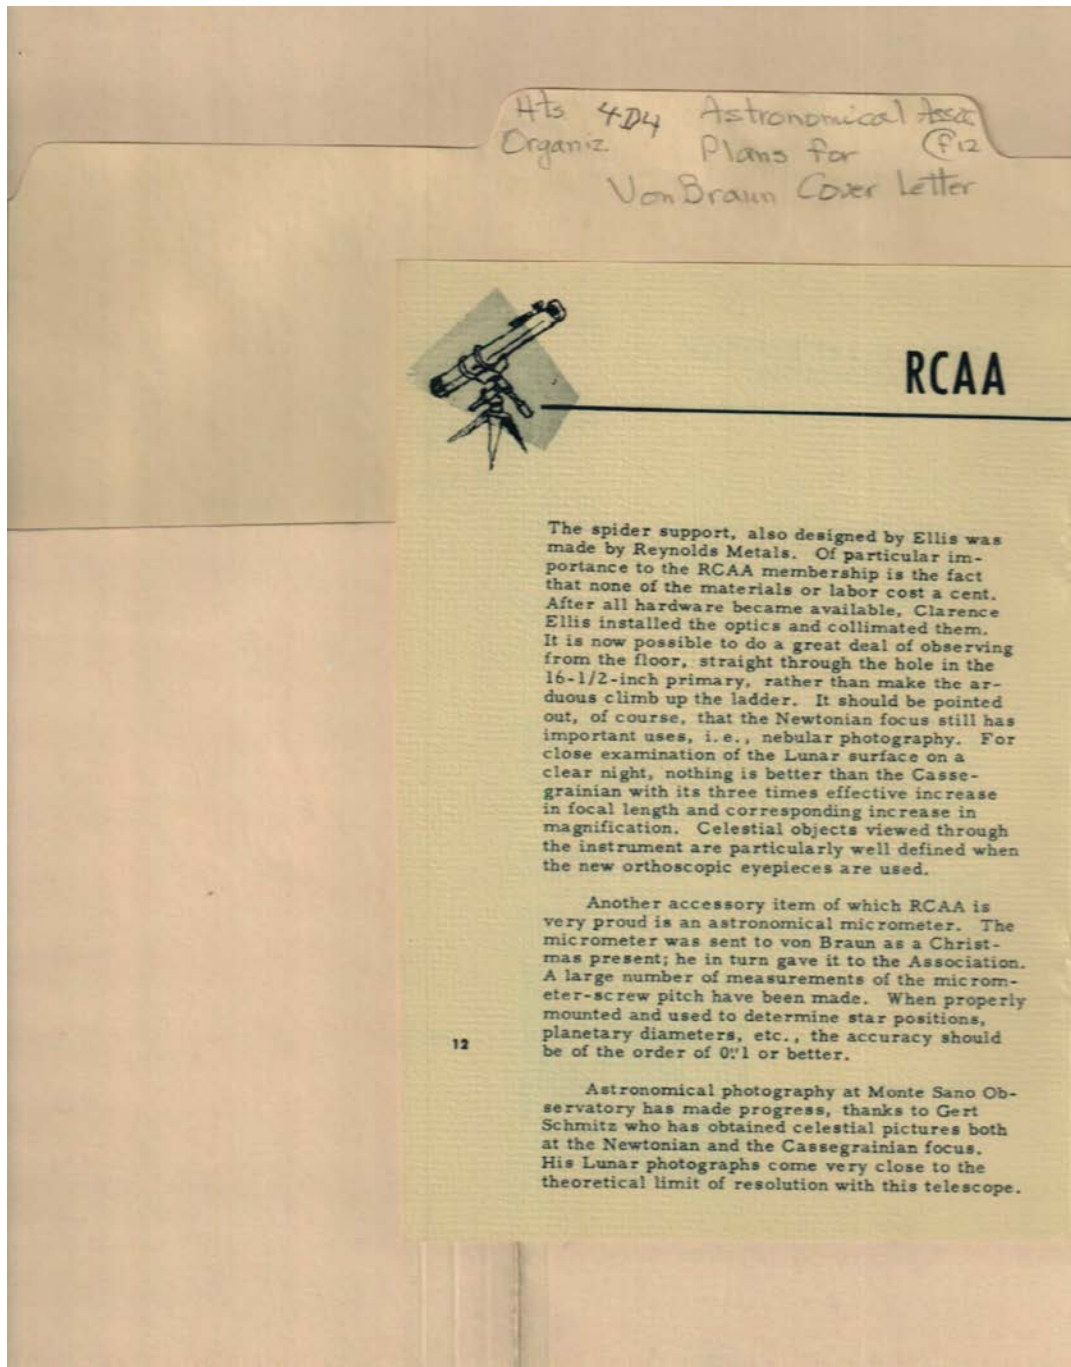 Hts 4D4 Astronomical Assoc
Organiz Plans for f12
Von Braun Cover Letter
RCAA
The spider support, also designed by Ellis was
made by Reynolds Metals. Of particular im-
portance to the RCAA membership is the fact
that none of the materials or labor cost a cent.
After all hardware became available, Clarence
Ellis installed the optics and collimated them.
It is now possible to do a great deal of observing
from the floor, straight through the hole in the
16-1/2-inch primary, rather than make the ar-
duous climb up the ladder. It should be pointed
out, of course, that the Newtonian focus still has
important uses, i.e., nebular photography. For
close examination of the Lunar surface on a
clear night, nothing is better than the Casse-
grainian with its three times effective increase
in focal length and corresponding increase in
magnification. Celestial objects viewed through
the instrument are particularly well defined when
the new orthoscopic eyepieces are used.
Another accessory item of which RCAA is
very proud is an astronomical micrometer. The
micrometer was sent to von Braun as a Christ-
mas present; he in turn gave it to the Association.
A large number of measurements of the microm-
eter-screw pitch have been made. When properly
mounted and used to determine star positions,
planetary diameters, etc., the accuracy should
be of the order of 0".1 or better.
12
Astronomical photography at Monte Sano Ob-
servatory has made progress, thanks to Gert
Schmitz who has obtained celestial pictures both
at the Newtonian and the Cassegrainian focus.
His Lunar photographs come very close to the
theoretical limit of resolution with this telescope.